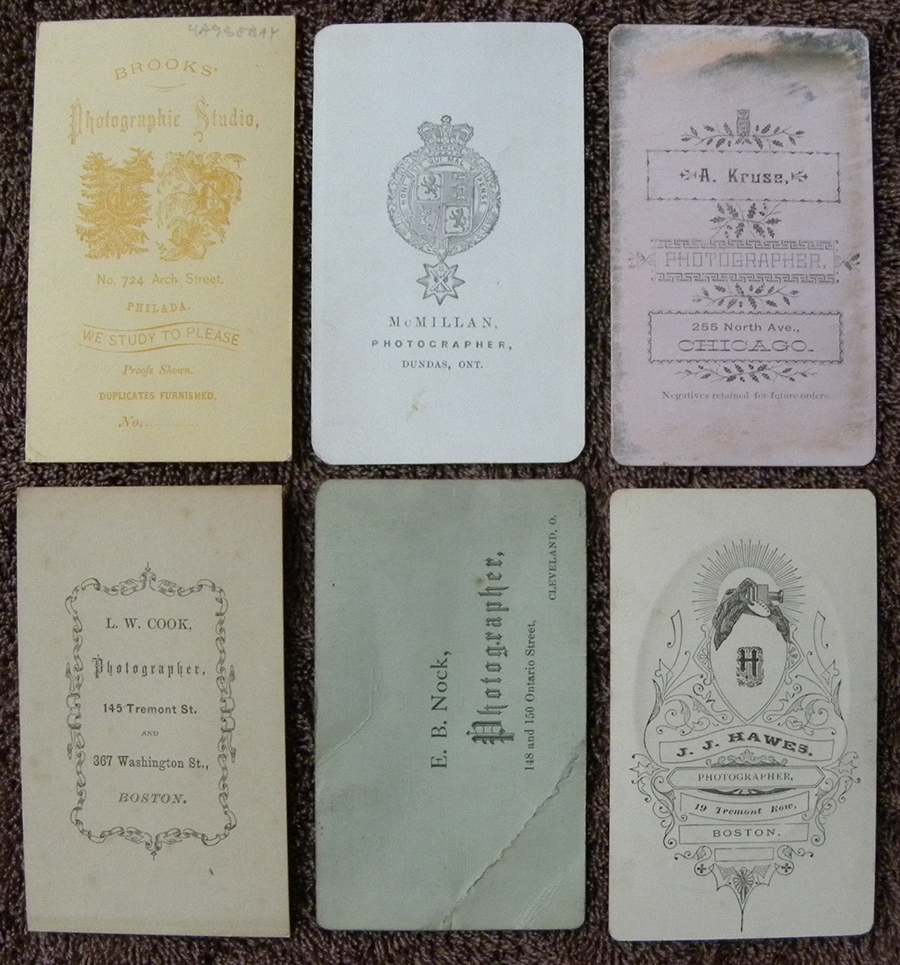 4A98EBAY
BROOKS'
Photographic Studio,
No. 724 Arch Street,
PHILADA.
WE STUDY TO PLEASE
Proofs Shown.
DUPLICATES FURNISHED,
No.
QUI MAL
McMILLAN,
PHOTOGRAPHER,
DUNDAS, ONT.
A. Kruse,
PHOTOGRAPHER,
255 North Ave.,
CHICAGO.
Negatives retained for future orders.
L. W. COOK,
Photographer,
145 Tremont St.
AND
367 Washington St.,
BOSTON.
E. B. Nock,
Photographer,
148 and 150 Ontario Street,
CLEVELAND, O.
H
J. J. HAWES.
PHOTOGRAPHER,
19 Tremont Row,
BOSTON.